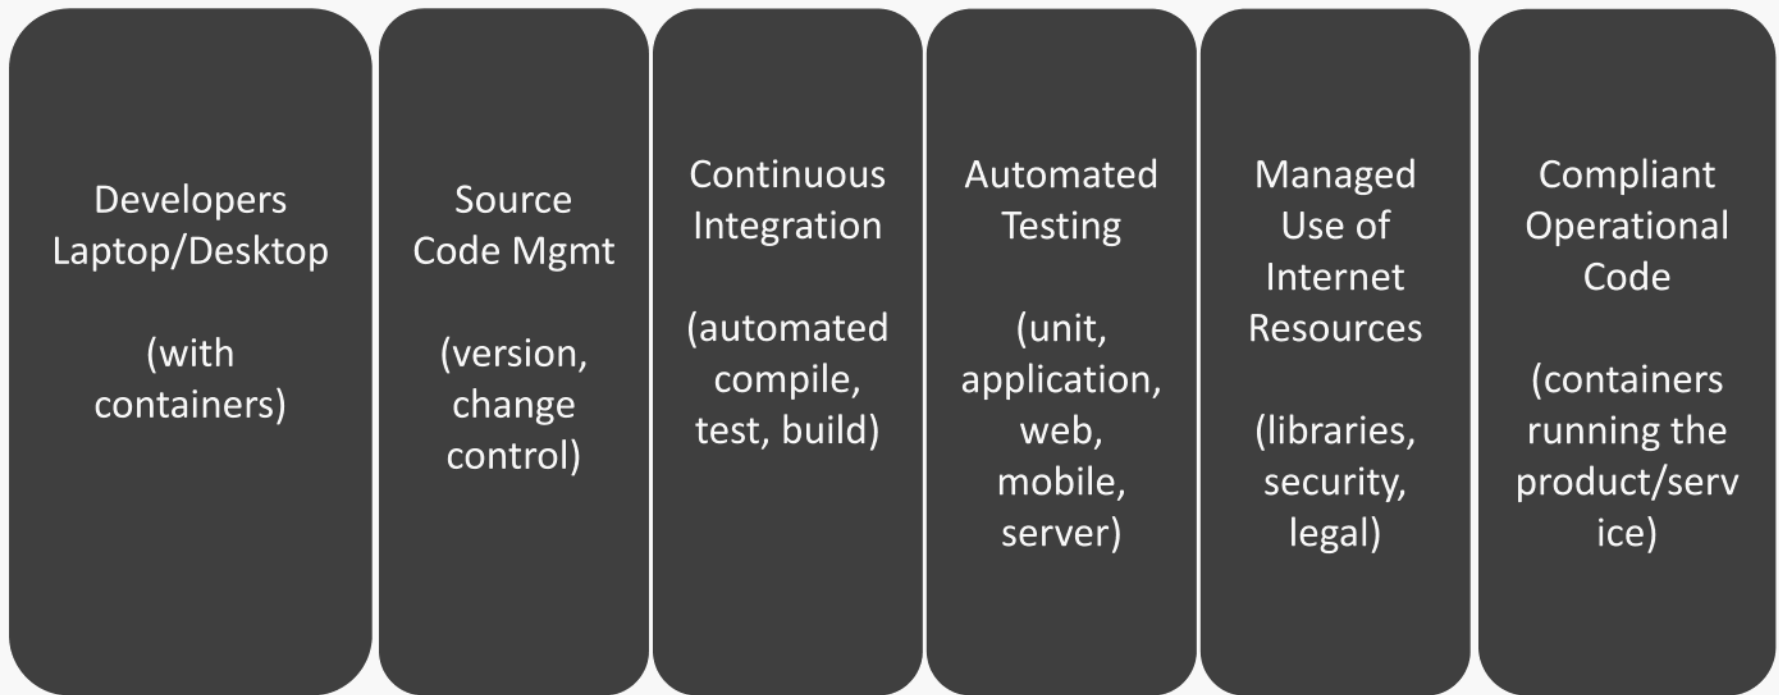 Developers
Laptop/Desktop
(with
containers)
Source
Code Mgmt
(version,
change
control)
Continuous
Integration
(automated
compile,
test, build)
Automated
Testing
(unit,
application,
web,
mobile,
server)
Managed
Use of
Internet
Resources
(libraries,
security,
legal)
Compliant
Operational
Code
(containers
running the
product/serv
ice)